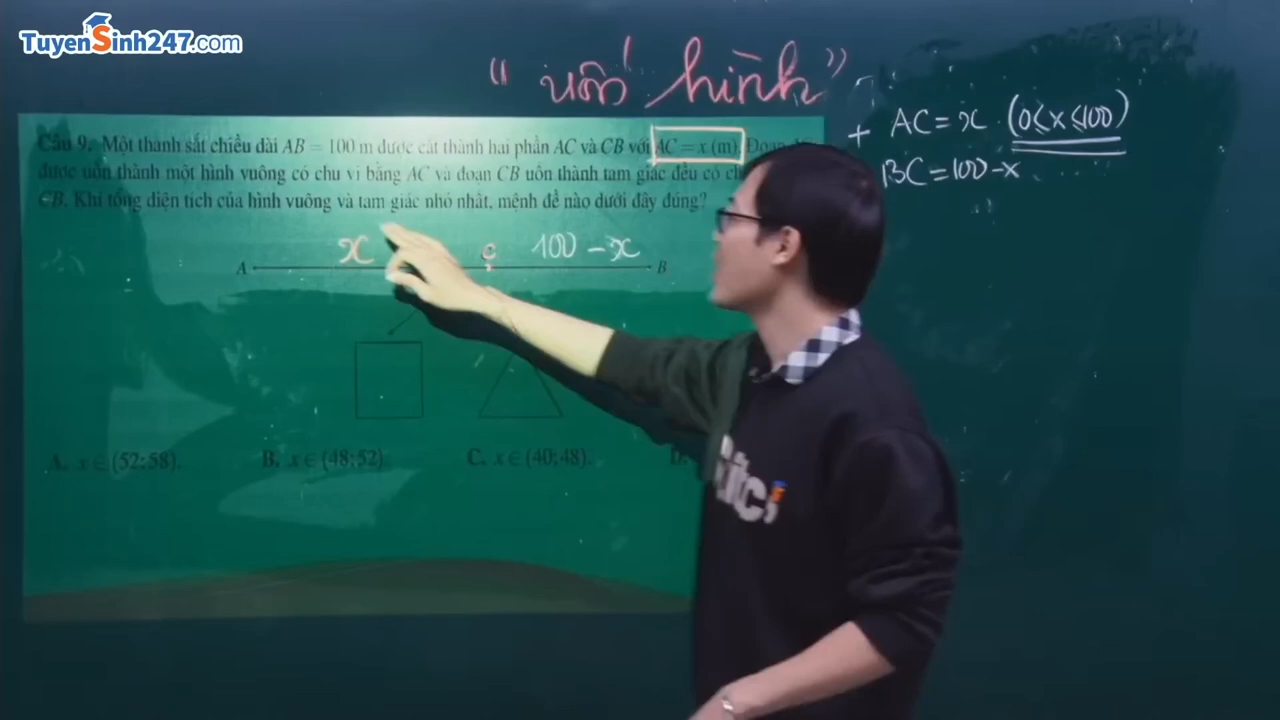 TuyenSinh247.com
"uốn hình"
Câu 9. Một thanh sắt chiều dài AB = 100 m được cắt thành hai phần AC và CB với AC = x (m). Đoạn
được uốn thành một hình vuông có chu vi bằng AC và đoạn CB uốn thành tam giác đều có
CB. Khi tổng diện tích của hình vuông và tam giác nhỏ nhất, mệnh đề nào dưới đây đúng?
+ AC = x (0 ≤ x ≤ 100)
BC = 100 - x
x C 100 - x
A B
A. x ∈ (52;58). B. x ∈ (48;52) C. x ∈ (40;48). D.